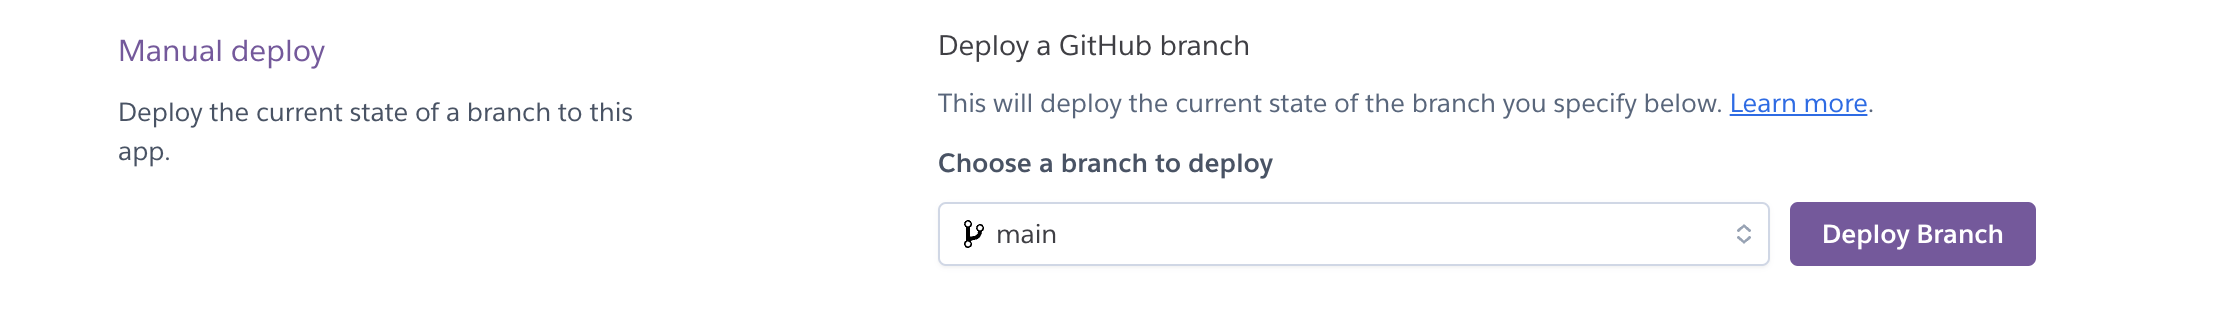 Manual deploy
Deploy the current state of a branch to this
app.
Deploy a GitHub branch
This will deploy the current state of the branch you specify below. Learn more.
Choose a branch to deploy
main
Deploy Branch